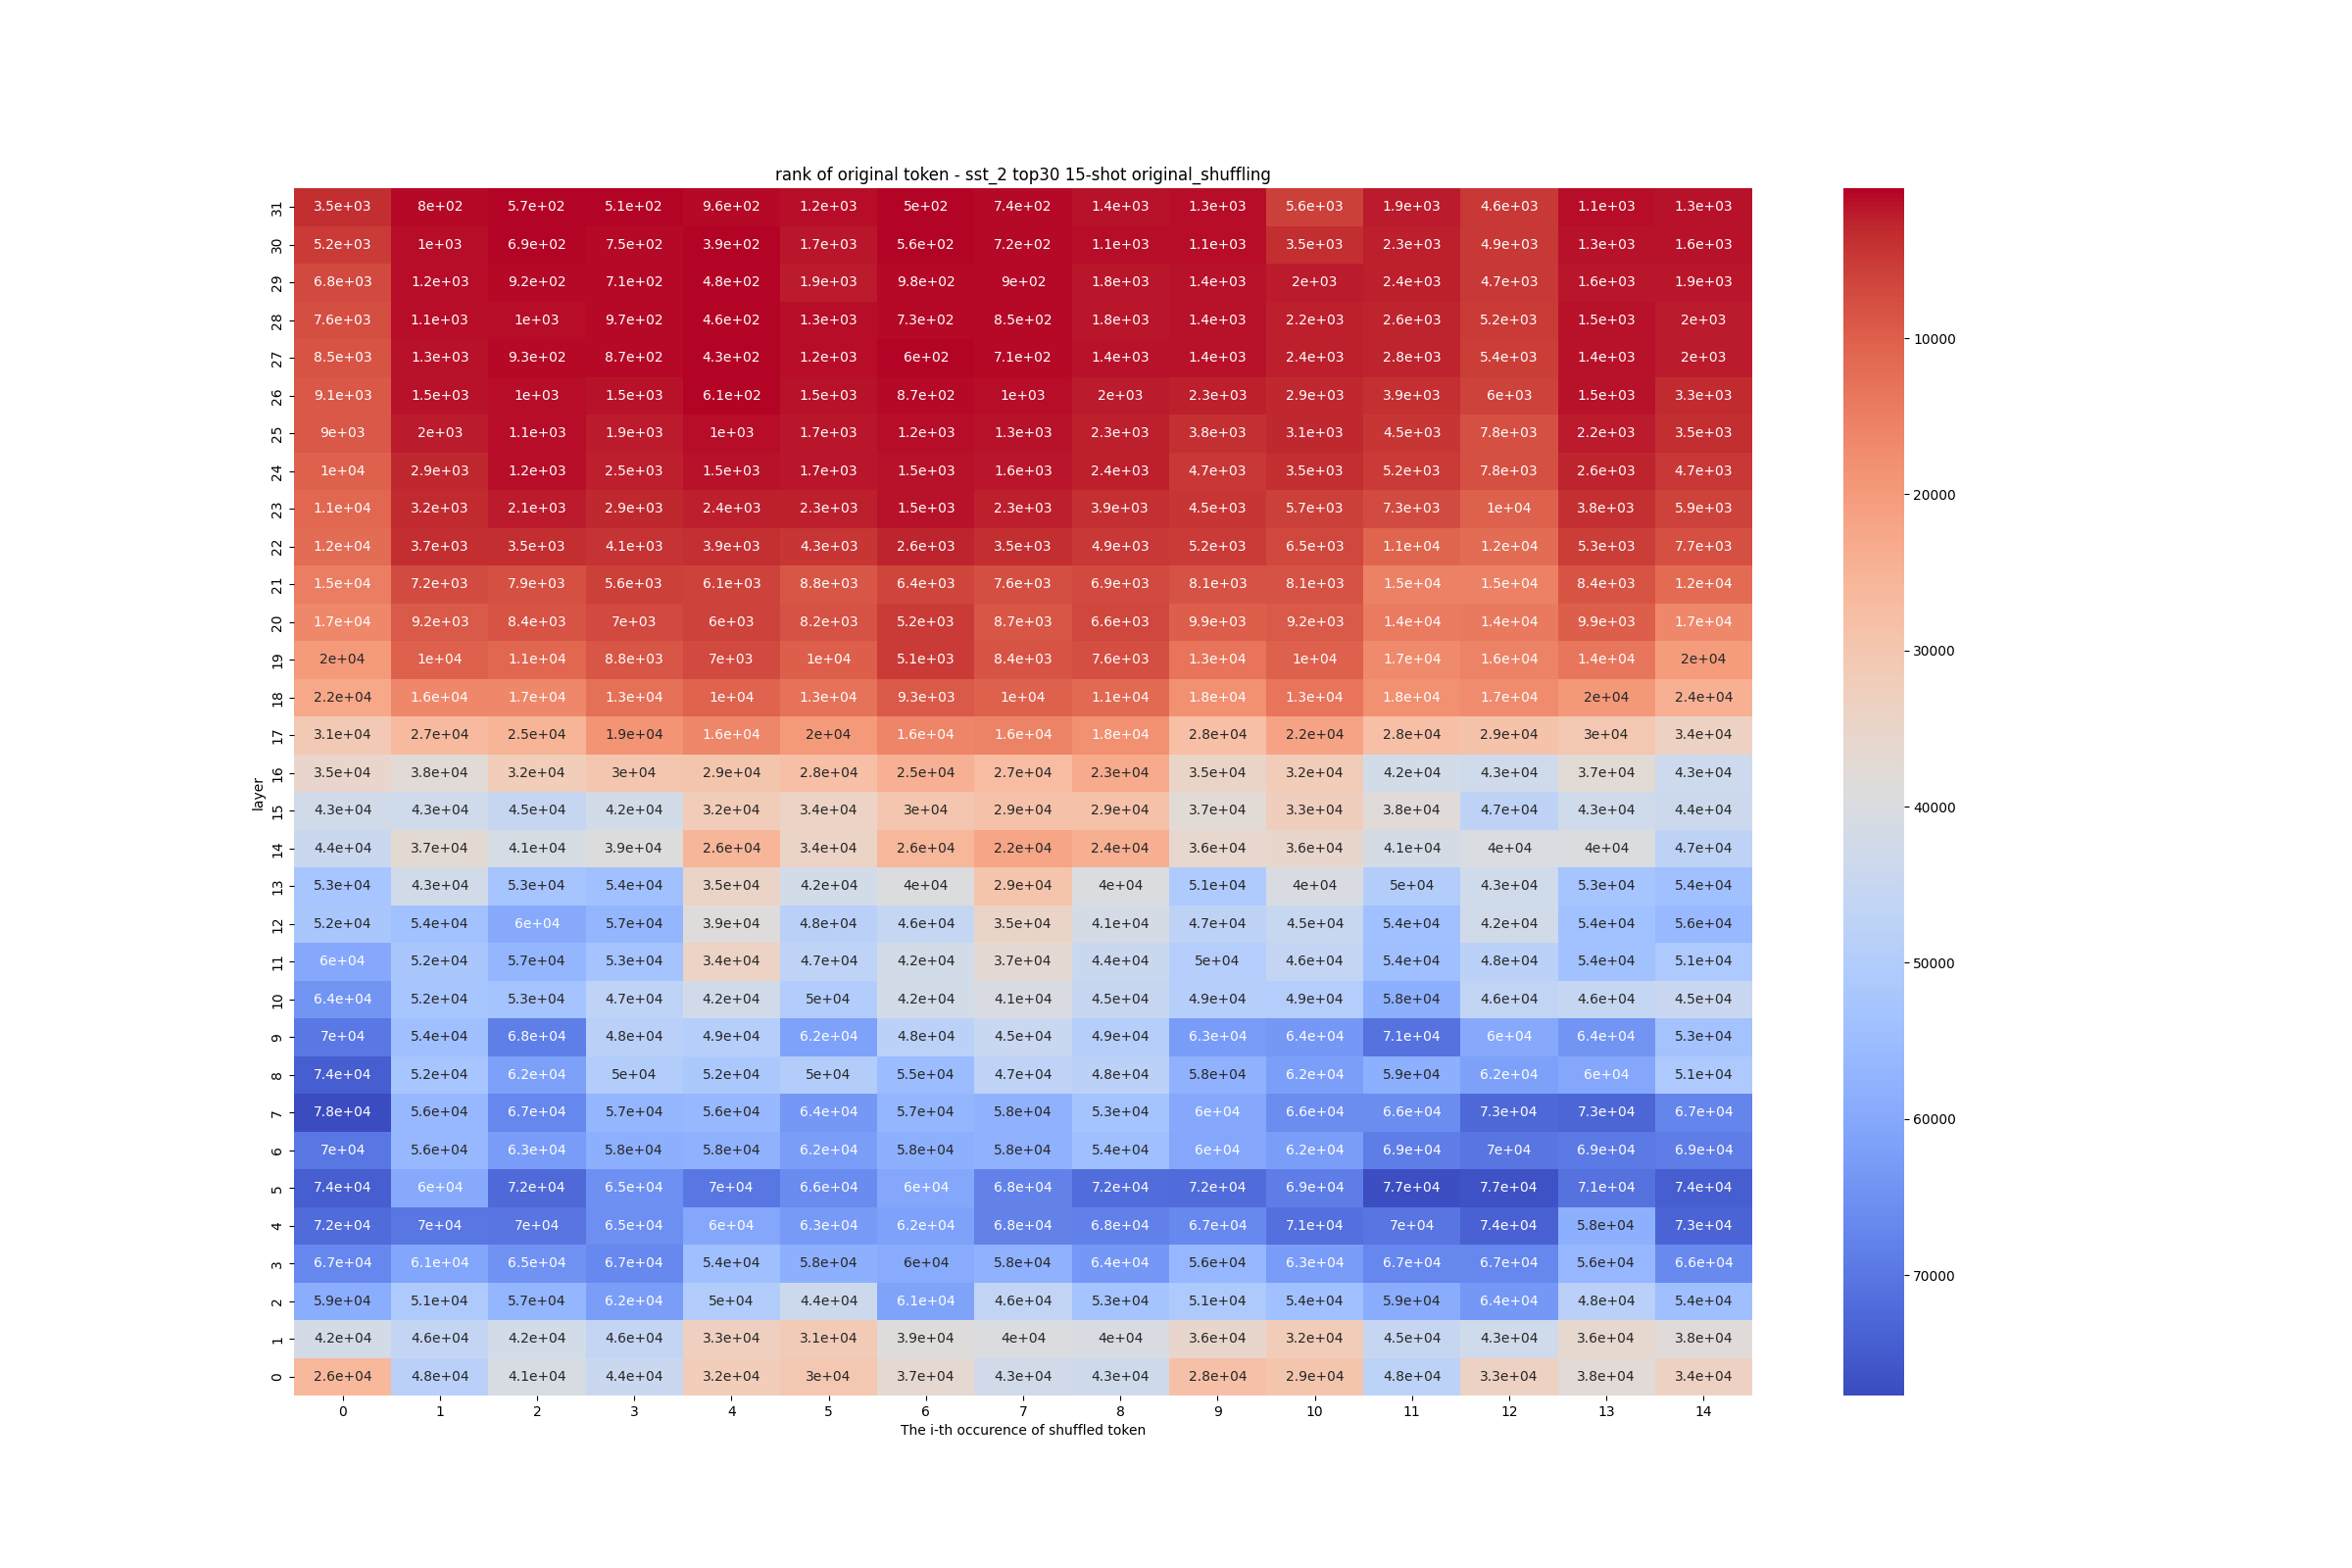 rank of original token - sst_2 top30 15-shot original_shuffling
31 3.5e+03 8e+02 5.7e+02 5.1e+02 9.6e+02 1.2e+03 5e+02 7.4e+02 1.4e+03 1.3e+03 5.6e+03 1.9e+03 4.6e+03 1.1e+03 1.3e+03
30 5.2e+03 1e+03 6.9e+02 7.5e+02 3.9e+02 1.7e+03 5.6e+02 7.2e+02 1.1e+03 1.1e+03 3.5e+03 2.3e+03 4.9e+03 1.3e+03 1.6e+03
29 6.8e+03 1.2e+03 9.2e+02 7.1e+02 4.8e+02 1.9e+03 9.8e+02 9e+02 1.8e+03 1.4e+03 2e+03 2.4e+03 4.7e+03 1.6e+03 1.9e+03
28 7.6e+03 1.1e+03 1e+03 9.7e+02 4.6e+02 1.3e+03 7.3e+02 8.5e+02 1.8e+03 1.4e+03 2.2e+03 2.6e+03 5.2e+03 1.5e+03 2e+03
10000
27 8.5e+03 1.3e+03 9.3e+02 8.7e+02 4.3e+02 1.2e+03 6e+02 7.1e+02 1.4e+03 1.4e+03 2.4e+03 2.8e+03 5.4e+03 1.4e+03 2e+03
26 9.1e+03 1.5e+03 1e+03 1.5e+03 6.1e+02 1.5e+03 8.7e+02 1e+03 2e+03 2.3e+03 2.9e+03 3.9e+03 6e+03 1.5e+03 3.3e+03
25 9e+03 2e+03 1.1e+03 1.9e+03 1e+03 1.7e+03 1.2e+03 1.3e+03 2.3e+03 3.8e+03 3.1e+03 4.5e+03 7.8e+03 2.2e+03 3.5e+03
24 1e+04 2.9e+03 1.2e+03 2.5e+03 1.5e+03 1.7e+03 1.5e+03 1.6e+03 2.4e+03 4.7e+03 3.5e+03 5.2e+03 7.8e+03 2.6e+03 4.7e+03
20000
23 1.1e+04 3.2e+03 2.1e+03 2.9e+03 2.4e+03 2.3e+03 1.5e+03 2.3e+03 3.9e+03 4.5e+03 5.7e+03 7.3e+03 1e+04 3.8e+03 5.9e+03
22 1.2e+04 3.7e+03 3.5e+03 4.1e+03 3.9e+03 4.3e+03 2.6e+03 3.5e+03 4.9e+03 5.2e+03 6.5e+03 1.1e+04 1.2e+04 5.3e+03 7.7e+03
21 1.5e+04 7.2e+03 7.9e+03 5.6e+03 6.1e+03 8.8e+03 6.4e+03 7.6e+03 6.9e+03 8.1e+03 8.1e+03 1.5e+04 1.5e+04 8.4e+03 1.2e+04
20 1.7e+04 9.2e+03 8.4e+03 7e+03 6e+03 8.2e+03 5.2e+03 8.7e+03 6.6e+03 9.9e+03 9.2e+03 1.4e+04 1.4e+04 9.9e+03 1.7e+04
30000
19 2e+04 1e+04 1.1e+04 8.8e+03 7e+03 1e+04 5.1e+03 8.4e+03 7.6e+03 1.3e+04 1e+04 1.7e+04 1.6e+04 1.4e+04 2e+04
18 2.2e+04 1.6e+04 1.7e+04 1.3e+04 1e+04 1.3e+04 9.3e+03 1e+04 1.1e+04 1.8e+04 1.3e+04 1.8e+04 1.7e+04 2e+04 2.4e+04
17 3.1e+04 2.7e+04 2.5e+04 1.9e+04 1.6e+04 2e+04 1.6e+04 1.6e+04 1.8e+04 2.8e+04 2.2e+04 2.8e+04 2.9e+04 3e+04 3.4e+04
16 3.5e+04 3.8e+04 3.2e+04 3e+04 2.9e+04 2.8e+04 2.5e+04 2.7e+04 2.3e+04 3.5e+04 3.2e+04 4.2e+04 4.3e+04 3.7e+04 4.3e+04
layer
40000
15 4.3e+04 4.3e+04 4.5e+04 4.2e+04 3.2e+04 3.4e+04 3e+04 2.9e+04 2.9e+04 3.7e+04 3.3e+04 3.8e+04 4.7e+04 4.3e+04 4.4e+04
14 4.4e+04 3.7e+04 4.1e+04 3.9e+04 2.6e+04 3.4e+04 2.6e+04 2.2e+04 2.4e+04 3.6e+04 3.6e+04 4.1e+04 4e+04 4e+04 4.7e+04
13 5.3e+04 4.3e+04 5.3e+04 5.4e+04 3.5e+04 4.2e+04 4e+04 2.9e+04 4e+04 5.1e+04 4e+04 5e+04 4.3e+04 5.3e+04 5.4e+04
12 5.2e+04 5.4e+04 6e+04 5.7e+04 3.9e+04 4.8e+04 4.6e+04 3.5e+04 4.1e+04 4.7e+04 4.5e+04 5.4e+04 4.2e+04 5.4e+04 5.6e+04
50000
11 6e+04 5.2e+04 5.7e+04 5.3e+04 3.4e+04 4.7e+04 4.2e+04 3.7e+04 4.4e+04 5e+04 4.6e+04 5.4e+04 4.8e+04 5.4e+04 5.1e+04
10 6.4e+04 5.2e+04 5.3e+04 4.7e+04 4.2e+04 5e+04 4.2e+04 4.1e+04 4.5e+04 4.9e+04 4.9e+04 5.8e+04 4.6e+04 4.6e+04 4.5e+04
9 7e+04 5.4e+04 6.8e+04 4.8e+04 4.9e+04 6.2e+04 4.8e+04 4.5e+04 4.9e+04 6.3e+04 6.4e+04 7.1e+04 6e+04 6.4e+04 5.3e+04
8 7.4e+04 5.2e+04 6.2e+04 5e+04 5.2e+04 5e+04 5.5e+04 4.7e+04 4.8e+04 5.8e+04 6.2e+04 5.9e+04 6.2e+04 6e+04 5.1e+04
7 7.8e+04 5.6e+04 6.7e+04 5.7e+04 5.6e+04 6.4e+04 5.7e+04 5.8e+04 5.3e+04 6e+04 6.6e+04 6.6e+04 7.3e+04 7.3e+04 6.7e+04
60000
6 7e+04 5.6e+04 6.3e+04 5.8e+04 5.8e+04 6.2e+04 5.8e+04 5.8e+04 5.4e+04 6e+04 6.2e+04 6.9e+04 7e+04 6.9e+04 6.9e+04
5 7.4e+04 6e+04 7.2e+04 6.5e+04 7e+04 6.6e+04 6e+04 6.8e+04 7.2e+04 7.2e+04 6.9e+04 7.7e+04 7.7e+04 7.1e+04 7.4e+04
4 7.2e+04 7e+04 7e+04 6.5e+04 6e+04 6.3e+04 6.2e+04 6.8e+04 6.8e+04 6.7e+04 7.1e+04 7e+04 7.4e+04 5.8e+04 7.3e+04
3 6.7e+04 6.1e+04 6.5e+04 6.7e+04 5.4e+04 5.8e+04 6e+04 5.8e+04 6.4e+04 5.6e+04 6.3e+04 6.7e+04 6.7e+04 5.6e+04 6.6e+04
70000
2 5.9e+04 5.1e+04 5.7e+04 6.2e+04 5e+04 4.4e+04 6.1e+04 4.6e+04 5.3e+04 5.1e+04 5.4e+04 5.9e+04 6.4e+04 4.8e+04 5.4e+04
1 4.2e+04 4.6e+04 4.2e+04 4.6e+04 3.3e+04 3.1e+04 3.9e+04 4e+04 4e+04 3.6e+04 3.2e+04 4.5e+04 4.3e+04 3.6e+04 3.8e+04
0 2.6e+04 4.8e+04 4.1e+04 4.4e+04 3.2e+04 3e+04 3.7e+04 4.3e+04 4.3e+04 2.8e+04 2.9e+04 4.8e+04 3.3e+04 3.8e+04 3.4e+04
0 1 2 3 4 5 6 7 8 9 10 11 12 13 14
The i-th occurence of shuffled token